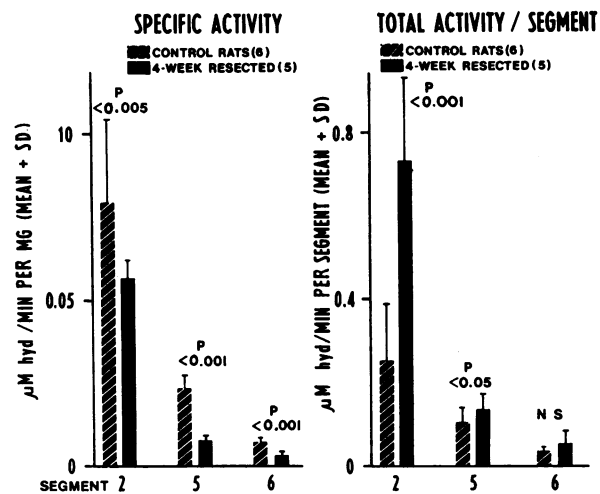 SPECIFIC ACTIVITY
CONTROL RATS (6)
4-WEEK RESECTED (5)
P
<0.005
P
<0.001
P
<0.001
10
0.05
0
μM hyd /MIN PER MG (MEAN + SD.)
SEGMENT 2 5 6
TOTAL ACTIVITY / SEGMENT
CONTROL RATS (6)
4-WEEK RESECTED (5)
P
<0.001
P
<0.05
N S
0.8
0.4
0
μM hyd/MIN PER SEGMENT (MEAN + SD)
2 5 6